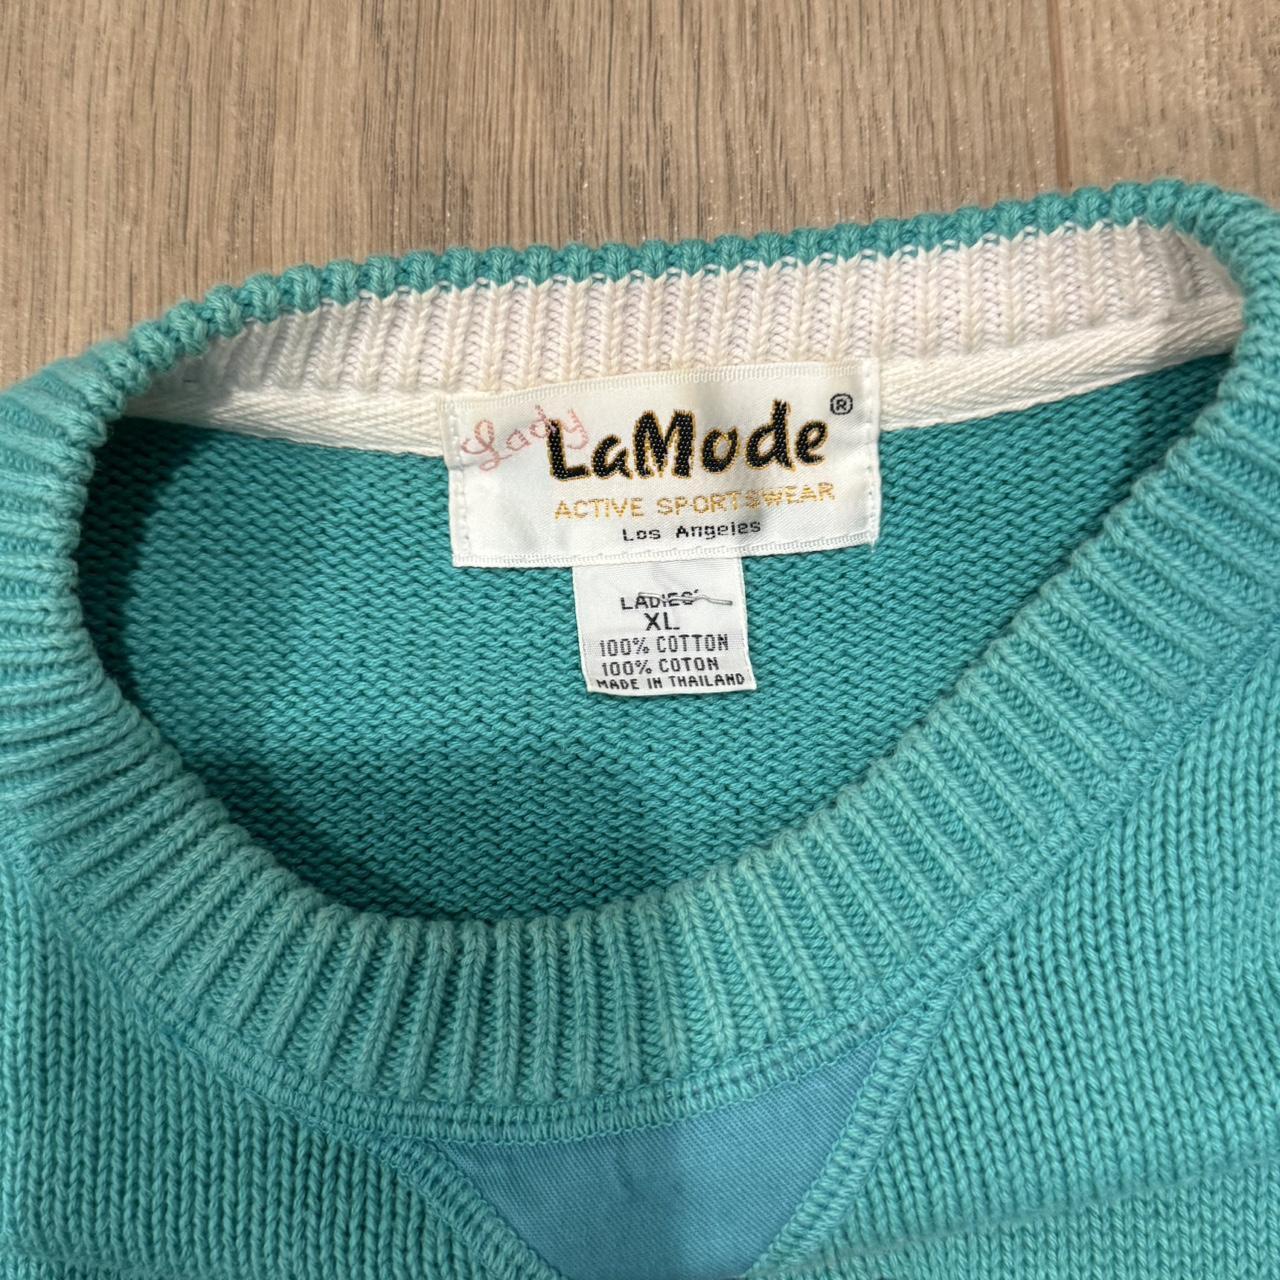 Lady LaMode®
ACTIVE SPORTSWEAR
Los Angeles
LADIES'
XL
100% COTTON
100% COTON
MADE IN THAILAND